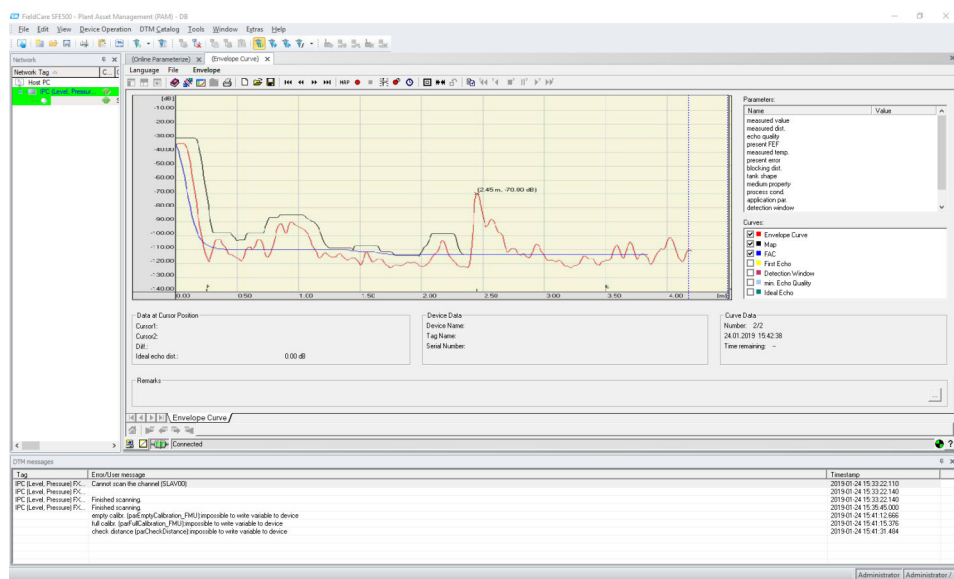 FieldCare SFE500 - Plant Asset Management (PAM) - DB
File Edit View Device Operation DTM Catalog Tools Window Extras Help
Network
(Online Parameterize) x (Envelope Curve) x
Network Tag C...
Language File Envelope
Host PC
IPC (Level, Pressur...
MAP
[dB]
-10.00
-20.00
-30.00
-40.00
-50.00
-60.00
-70.00
-80.00
-90.00
-100.00
-110.00
-120.00
-130.00
-140.00
(2.45 m, -70.00 dB)
0.00 0.50 1.00 1.50 2.00 2.50 3.00 3.50 4.00 [m]
Parameters:
Name Value
measured value
measured dist.
echo quality
present FEF
measured temp.
present error
blocking dist.
tank shape
medium property
process cond.
application par.
detection window
Curves:
Envelope Curve
Map
FAC
First Echo
Detection Window
min. Echo Quality
Ideal Echo
Data at Cursor Position
Cursor1:
Cursor2:
Diff.:
Ideal echo dist.: 0.00 dB
Device Data
Device Name:
Tag Name:
Serial Number:
Curve Data
Number: 2/2
24.01.2019 15:42:38
Time remaining: --
Remarks
...
Envelope Curve
Connected
DTM messages
Tag Error/User message Timestamp
IPC (Level, Pressure) FX... Cannot scan the channel (SLAV00) 2019-01-24 15:33:22.110
IPC (Level, Pressure) FX... 2019-01-24 15:33:22.140
IPC (Level, Pressure) FX... Finished scanning. 2019-01-24 15:33:22.140
IPC (Level, Pressure) FX... Finished scanning. 2019-01-24 15:35:45.000
empty calibr. (parEmptyCalibration_FMU):impossible to write variable to device 2019-01-24 15:41:12.666
full calibr. (parFullCalibration_FMU):impossible to write variable to device 2019-01-24 15:41:15.376
check distance (parCheckDistance):impossible to write variable to device 2019-01-24 15:41:31.484
Administrator Administrator /